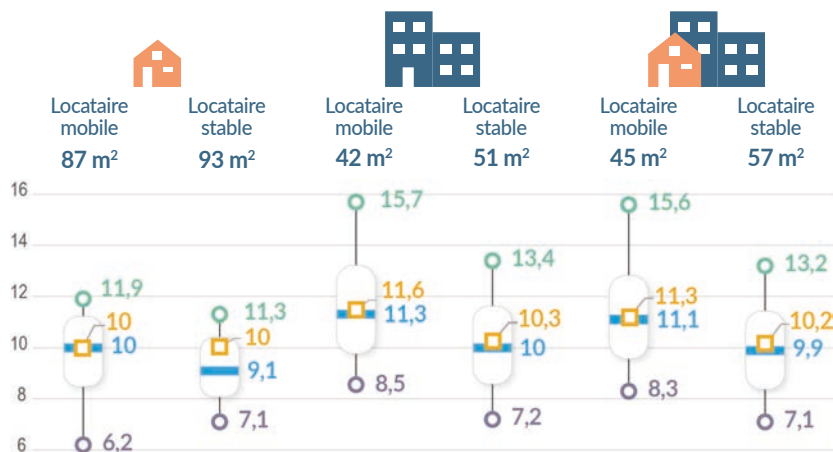 Locataire mobile
87 m²
Locataire stable
93 m²
Locataire mobile
42 m²
Locataire stable
51 m²
Locataire mobile
45 m²
Locataire stable
57 m²
16
14
12
10
8
6
11,9
10
10
6,2
11,3
10
9,1
7,1
15,7
11,6
11,3
8,5
13,4
10,3
10
7,2
15,6
11,3
11,1
8,3
13,2
10,2
9,9
7,1